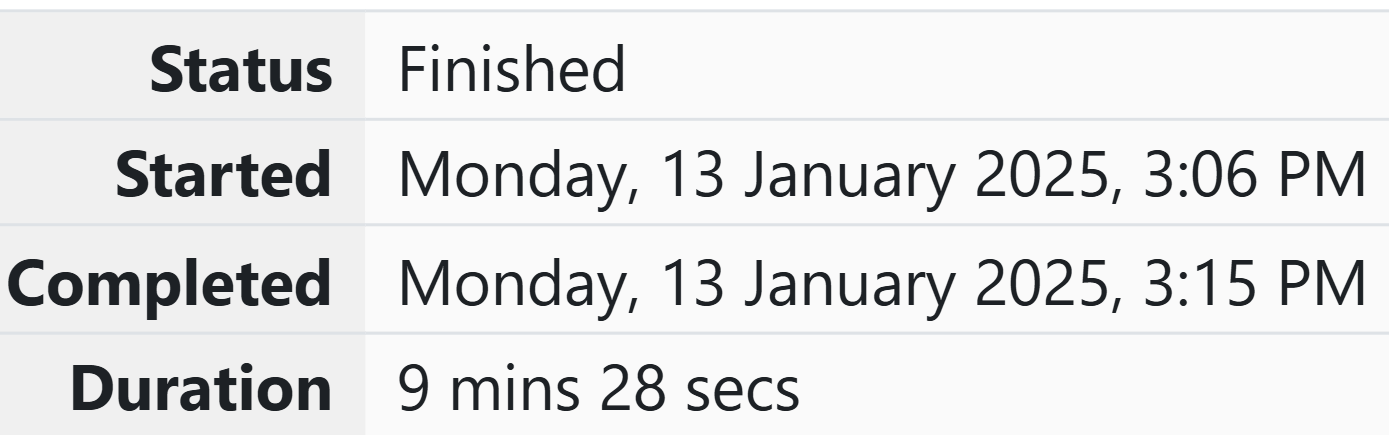 Status Finished
Started Monday, 13 January 2025, 3:06 PM
Completed Monday, 13 January 2025, 3:15 PM
Duration 9 mins 28 secs